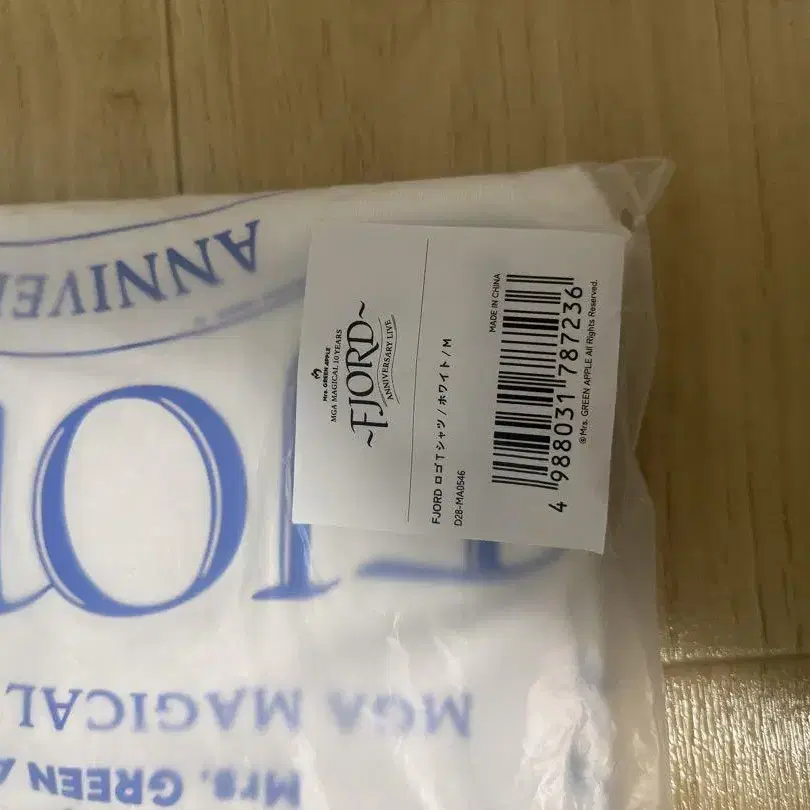 Mrs. GREEN APPLE
MGA MAGICAL 10 YEARS
~FJORD~
ANNIVERSARY LIVE
FJORD ロゴTシャツ / ホワイト / M
D28-MA0546
MADE IN CHINA
4 988031 787236
©Mrs. GREEN APPLE All Rights Reserved.
Mrs. GREEN A
MGA MAGICAL
FJO
ANNIVE